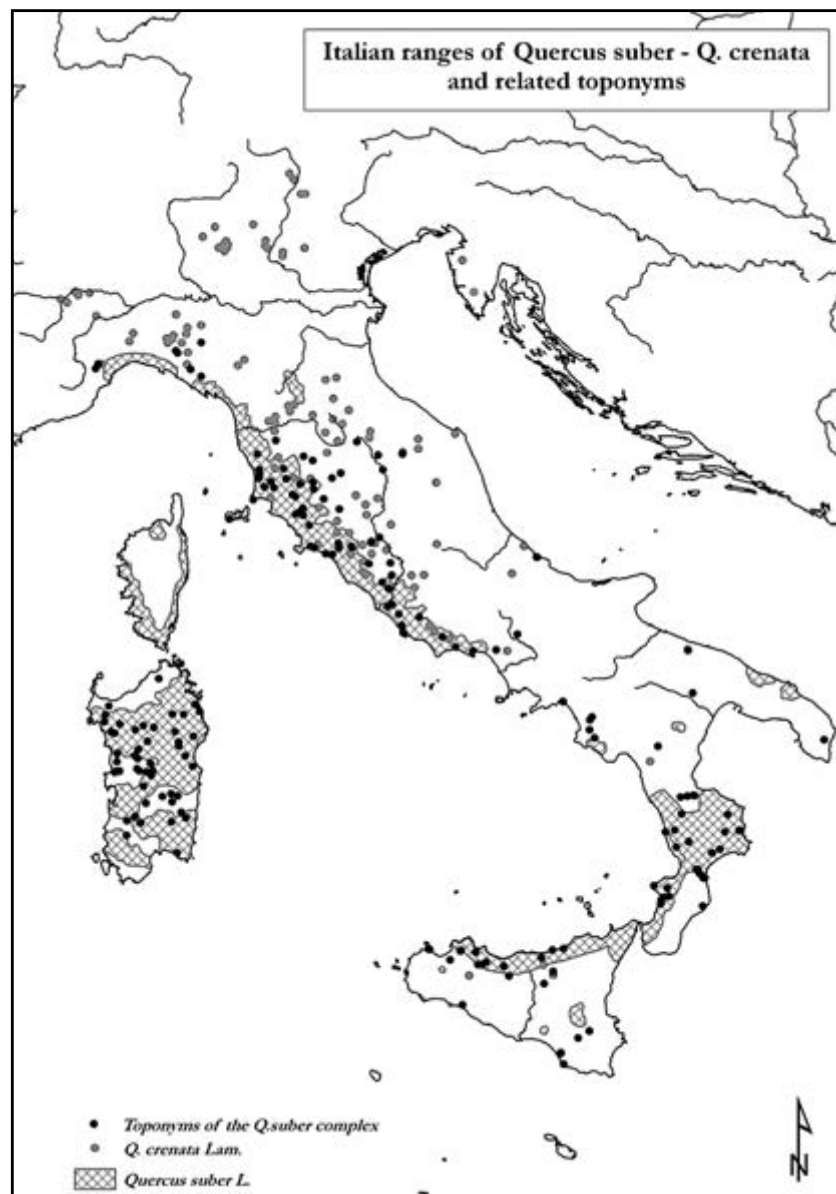 Italian ranges of Quercus suber - Q. crenata
and related toponyms
Toponyms of the Q.suber complex
Q. crenata Lam.
Quercus suber L.
N